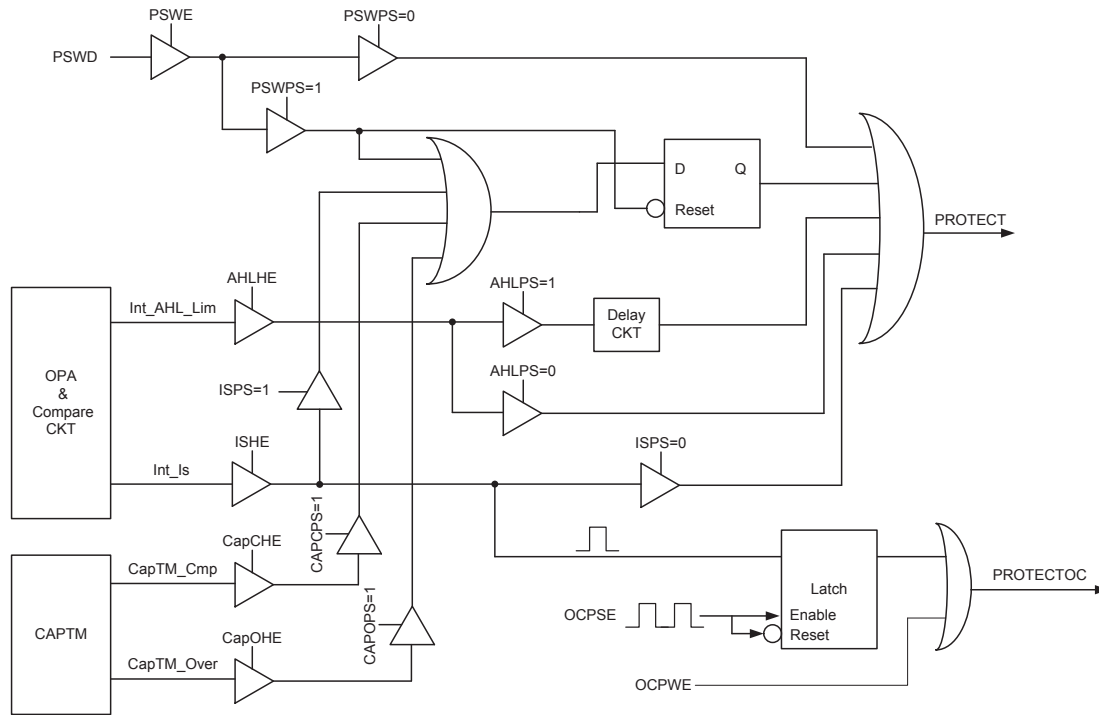 PSWE
PSWPS=0
PSWD
PSWPS=1
D
Q
Reset
PROTECT
AHLHE
AHLPS=1
Int_AHL_Lim
Delay
CKT
OPA
&
Compare
CKT
ISPS=1
AHLPS=0
ISHE
ISPS=0
Int_Is
CAPCPS=1
CapCHE
CapTM_Cmp
Latch
PROTECTOC
CAPTM
CAPOPS=1
OCPSE
Enable
Reset
CapOHE
CapTM_Over
OCPWE